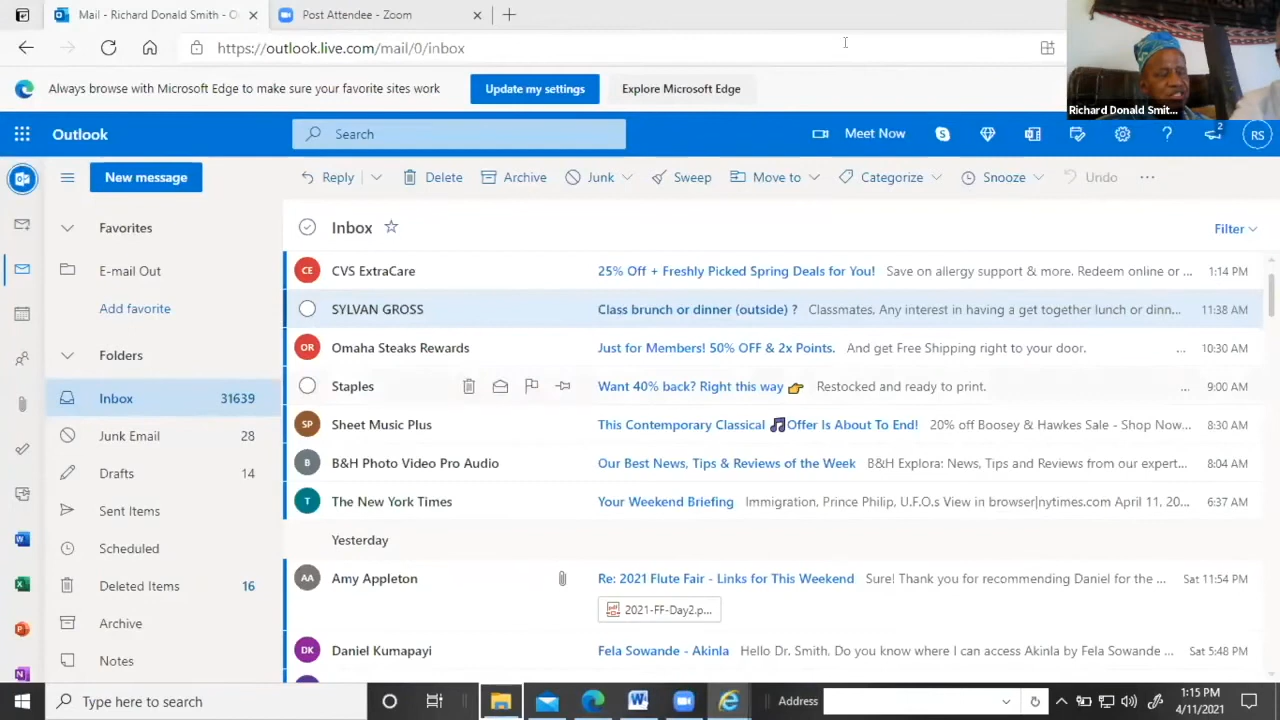 Mail - Richard Donald Smith - O
Post Attendee - Zoom
https://outlook.live.com/mail/0/inbox
Always browse with Microsoft Edge to make sure your favorite sites work
Update my settings
Explore Microsoft Edge
Richard Donald Smit...
Outlook
Search
Meet Now
2
RS
New message
Reply
Delete
Archive
Junk
Sweep
Move to
Categorize
Snooze
Undo
Favorites
E-mail Out
Add favorite
Folders
Inbox 31639
Junk Email 28
Drafts 14
Sent Items
Scheduled
Deleted Items 16
Archive
Notes
Inbox
Filter
CE CVS ExtraCare 25% Off + Freshly Picked Spring Deals for You! Save on allergy support & more. Redeem online or ... 1:14 PM
SYLVAN GROSS Class brunch or dinner (outside) ? Classmates, Any interest in having a get together lunch or dinn... 11:38 AM
OR Omaha Steaks Rewards Just for Members! 50% OFF & 2x Points. And get Free Shipping right to your door. ... 10:30 AM
Staples Want 40% back? Right this way 👉 Restocked and ready to print. ... 9:00 AM
SP Sheet Music Plus This Contemporary Classical 🎵Offer Is About To End! 20% off Boosey & Hawkes Sale - Shop Now... 8:30 AM
B B&H Photo Video Pro Audio Our Best News, Tips & Reviews of the Week B&H Explora: News, Tips and Reviews from our expert... 8:04 AM
T The New York Times Your Weekend Briefing Immigration, Prince Philip, U.F.O.s View in browser|nytimes.com April 11, 20... 6:37 AM
Yesterday
AA Amy Appleton Re: 2021 Flute Fair - Links for This Weekend Sure! Thank you for recommending Daniel for the ... Sat 11:54 PM
2021-FF-Day2.p...
DK Daniel Kumapayi Fela Sowande - Akinla Hello Dr. Smith, Do you know where I can access Akinla by Fela Sowande ... Sat 5:48 PM
Type here to search
Address
1:15 PM
4/11/2021